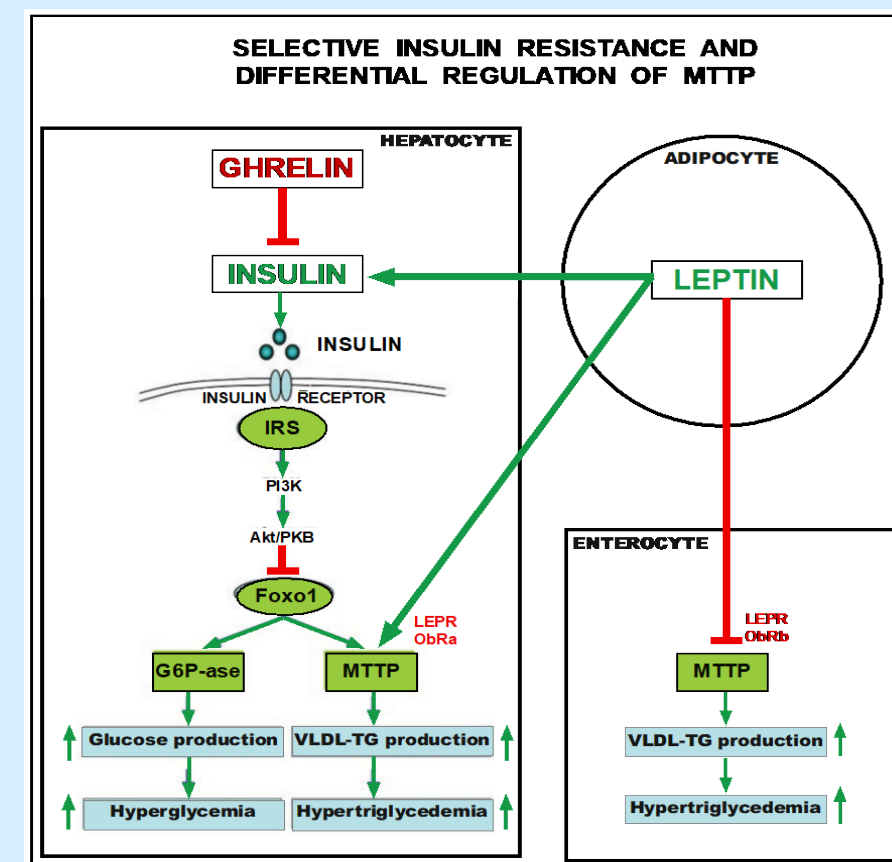 SELECTIVE INSULIN RESISTANCE AND
DIFFERENTIAL REGULATION OF MTTP
HEPATOCYTE
GHRELIN
INSULIN
INSULIN
INSULIN RECEPTOR
IRS
PI3K
Akt/PKB
Foxo1
LEPR
ObRa
G6P-ase
MTTP
Glucose production
VLDL-TG production
Hyperglycemia
Hypertriglycedemia
ADIPOCYTE
LEPTIN
ENTEROCYTE
LEPR
ObRb
MTTP
VLDL-TG production
Hypertriglycedemia